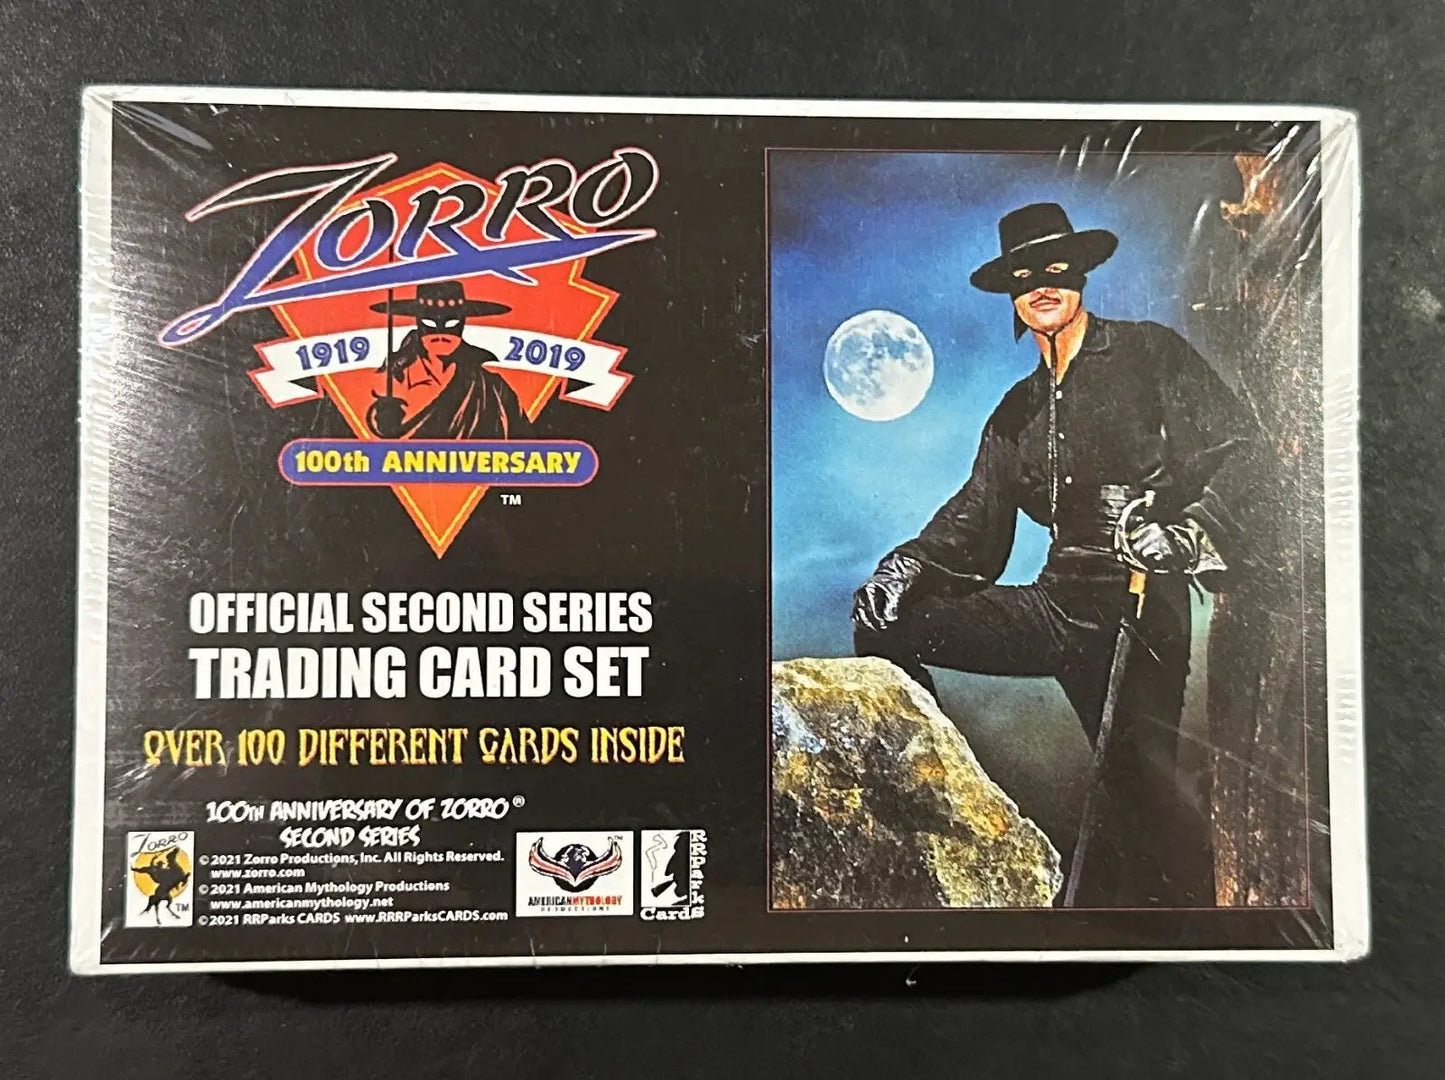 ZORRO
1919 2019
100th ANNIVERSARY
TM
OFFICIAL SECOND SERIES
TRADING CARD SET
OVER 100 DIFFERENT CARDS INSIDE
100TH ANNIVERSARY OF ZORRO ®
SECOND SERIES
© 2021 Zorro Productions, Inc. All Rights Reserved.
www.zorro.com
© 2021 American Mythology Productions
www.americanmythology.net
© 2021 RRParks CARDS www.RRRParksCARDS.com
ZORRO
TM
TM
AMERICAN MYTHOLOGY
PRODUCTIONS
RRParks
Cards